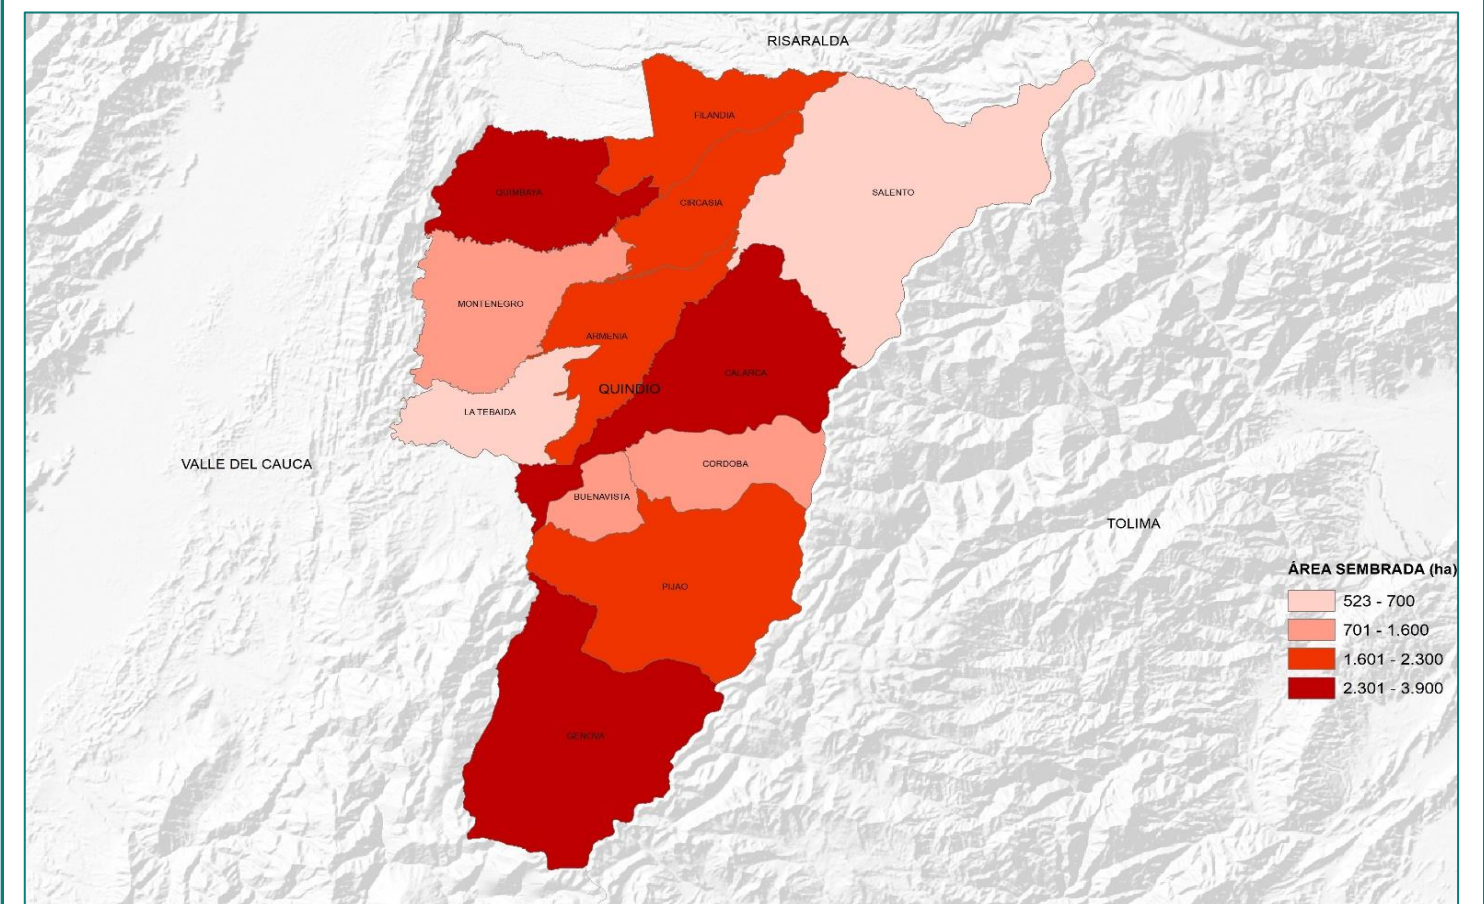 RISARALDA
FILANDIA
QUIMBAYA
CIRCASIA
SALENTO
MONTENEGRO
ARMENIA
CALARCA
QUINDIO
LA TEBAIDA
VALLE DEL CAUCA
CORDOBA
BUENAVISTA
TOLIMA
PIJAO
GENOVA
ÁREA SEMBRADA (ha)
523 - 700
701 - 1.600
1.601 - 2.300
2.301 - 3.900